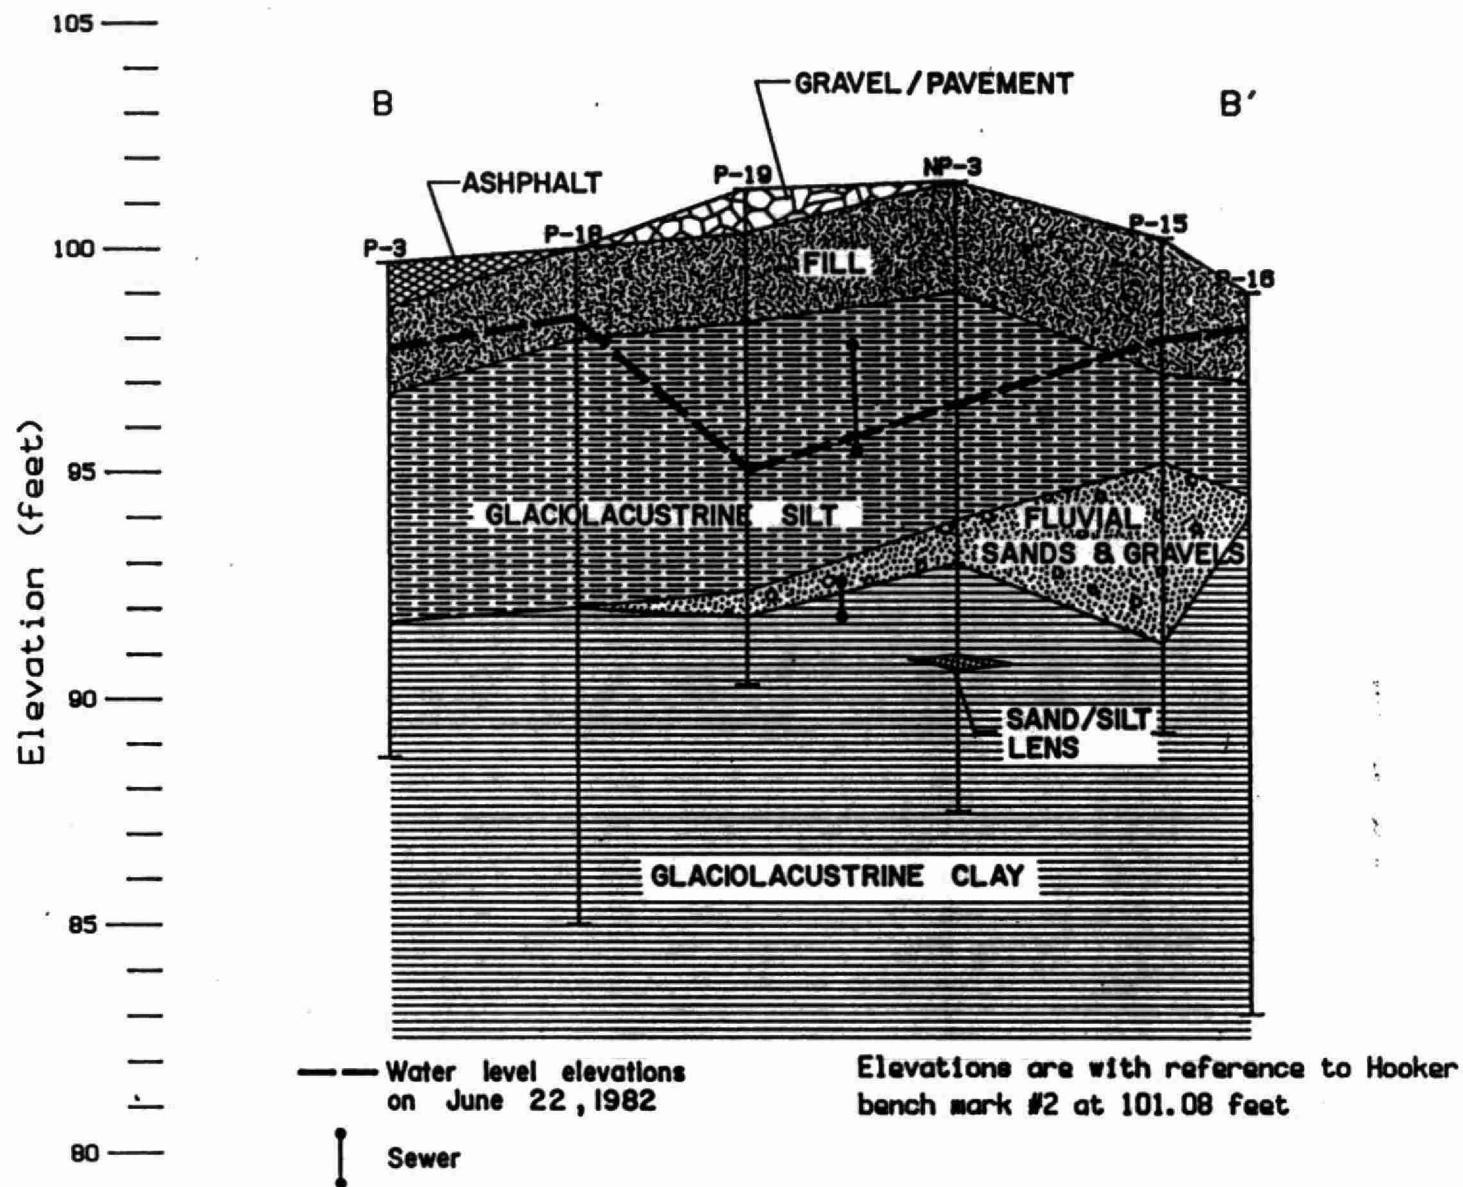 105
B
GRAVEL/PAVEMENT
B′
ASHPHALT
P-19
NP-3
P-15
P-3
P-18
100
FILL
P-16
95
GLACIOLACUSTRINE SILT
FLUVIAL
SANDS & GRAVELS
Elevation (feet)
90
SAND/SILT
LENS
GLACIOLACUSTRINE CLAY
85
Water level elevations
on June 22, 1982
Elevations are with reference to Hooker
bench mark #2 at 101.08 feet
80
Sewer